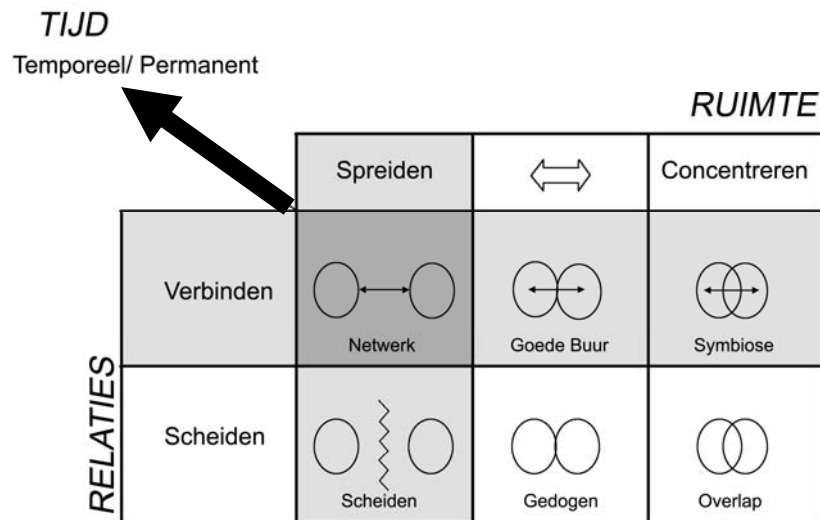 TIJD
Temporeel/ Permanent
RUIMTE
Spreiden
Concentreren
RELATIES
Verbinden
Netwerk
Goede Buur
Symbiose
Scheiden
Scheiden
Gedogen
Overlap